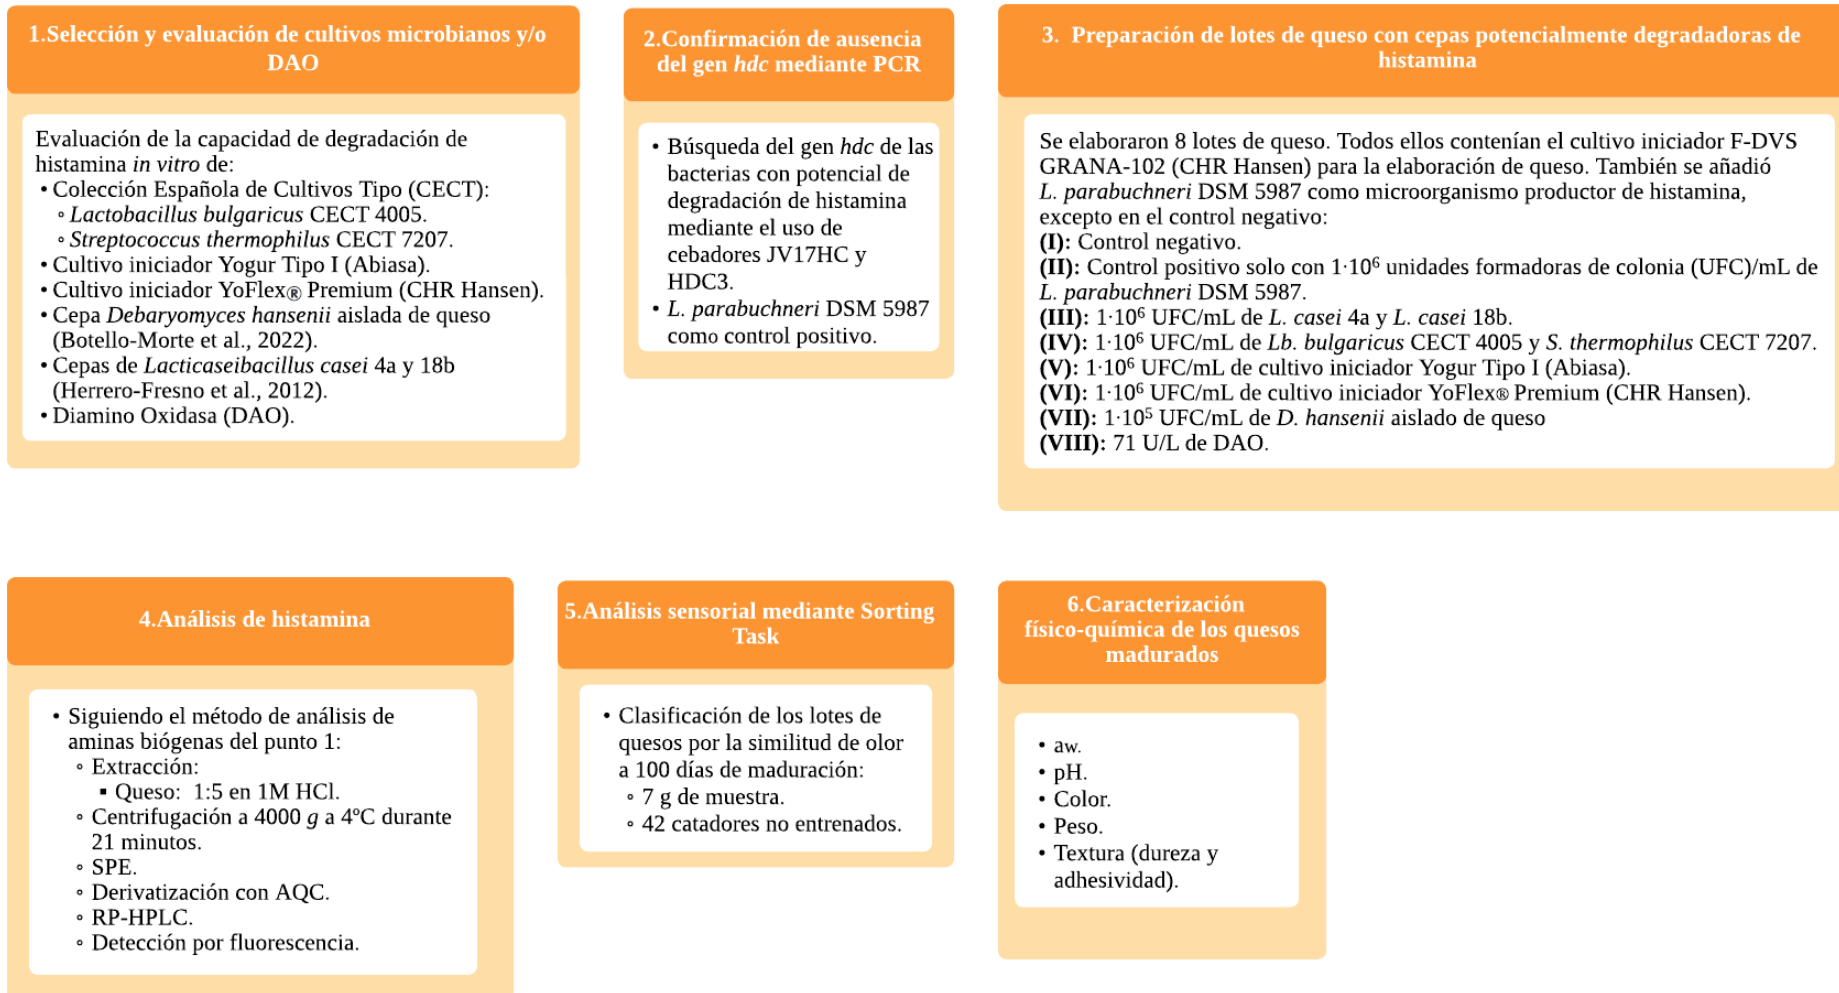 1.Selección y evaluación de cultivos microbianos y/o
DAO
Evaluación de la capacidad de degradación de
histamina in vitro de:
• Colección Española de Cultivos Tipo (CECT):
◦ Lactobacillus bulgaricus CECT 4005.
◦ Streptococcus thermophilus CECT 7207.
• Cultivo iniciador Yogur Tipo I (Abiasa).
• Cultivo iniciador YoFlex® Premium (CHR Hansen).
• Cepa Debaryomyces hansenii aislada de queso
(Botello-Morte et al., 2022).
• Cepas de Lacticaseibacillus casei 4a y 18b
(Herrero-Fresno et al., 2012).
• Diamino Oxidasa (DAO).
2.Confirmación de ausencia
del gen hdc mediante PCR
• Búsqueda del gen hdc de las
bacterias con potencial de
degradación de histamina
mediante el uso de
cebadores JV17HC y
HDC3.
• L. parabuchneri DSM 5987
como control positivo.
3. Preparación de lotes de queso con cepas potencialmente degradadoras de
histamina
Se elaboraron 8 lotes de queso. Todos ellos contenían el cultivo iniciador F-DVS
GRANA-102 (CHR Hansen) para la elaboración de queso. También se añadió
L. parabuchneri DSM 5987 como microorganismo productor de histamina,
excepto en el control negativo:
(I): Control negativo.
(II): Control positivo solo con 1·10⁶ unidades formadoras de colonia (UFC)/mL de
L. parabuchneri DSM 5987.
(III): 1·10⁶ UFC/mL de L. casei 4a y L. casei 18b.
(IV): 1·10⁶ UFC/mL de Lb. bulgaricus CECT 4005 y S. thermophilus CECT 7207.
(V): 1·10⁶ UFC/mL de cultivo iniciador Yogur Tipo I (Abiasa).
(VI): 1·10⁶ UFC/mL de cultivo iniciador YoFlex® Premium (CHR Hansen).
(VII): 1·10⁵ UFC/mL de D. hansenii aislado de queso
(VIII): 71 U/L de DAO.
4.Análisis de histamina
• Siguiendo el método de análisis de
aminas biógenas del punto 1:
◦ Extracción:
▪ Queso: 1:5 en 1M HCl.
◦ Centrifugación a 4000 g a 4ºC durante
21 minutos.
◦ SPE.
◦ Derivatización con AQC.
◦ RP-HPLC.
◦ Detección por fluorescencia.
5.Análisis sensorial mediante Sorting
Task
• Clasificación de los lotes de
quesos por la similitud de olor
a 100 días de maduración:
◦ 7 g de muestra.
◦ 42 catadores no entrenados.
6.Caracterización
físico-química de los quesos
madurados
• aw.
• pH.
• Color.
• Peso.
• Textura (dureza y
adhesividad).